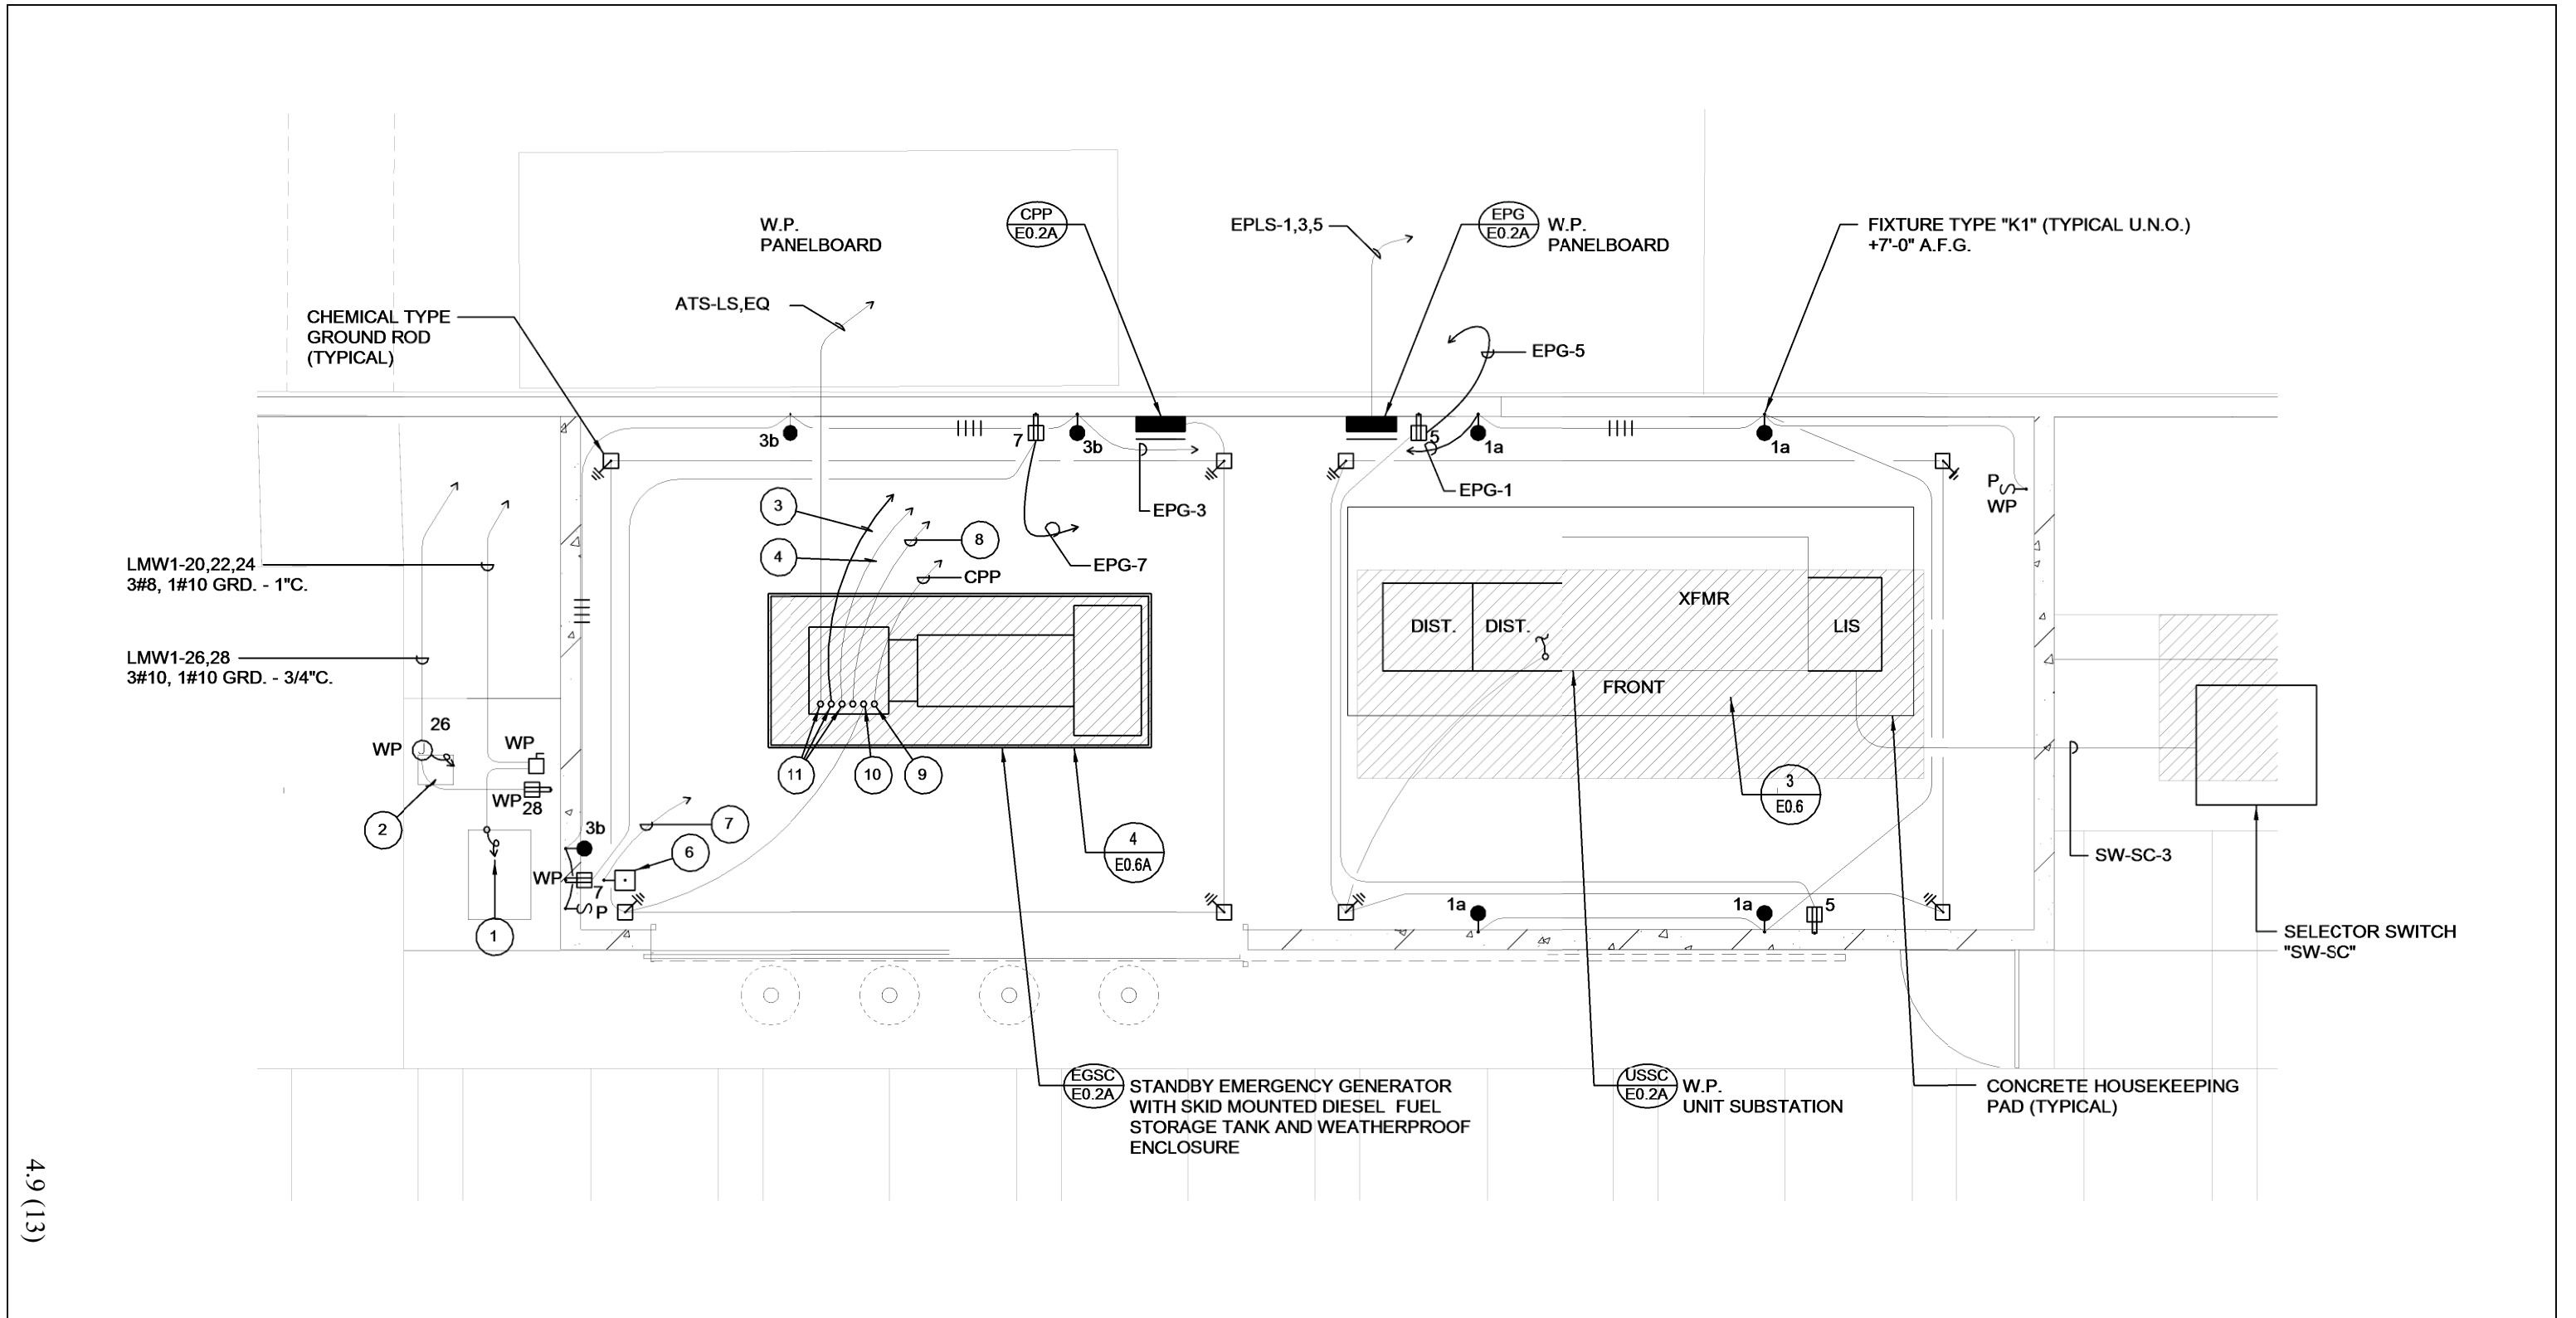 CPP
E0.2A
W.P.
PANELBOARD
EPLS-1,3,5
EPG
E0.2A
W.P.
PANELBOARD
FIXTURE TYPE "K1" (TYPICAL U.N.O.)
+7'-0" A.F.G.
ATS-LS,EQ
CHEMICAL TYPE
GROUND ROD
(TYPICAL)
EPG-5
3b
7
3b
5
1a
1a
EPG-1
EPG-3
P
S
WP
3
4
8
CPP
EPG-7
LMW1-20,22,24
3#8, 1#10 GRD. - 1"C.
LMW1-26,28
3#10, 1#10 GRD. - 3/4"C.
DIST.
DIST.
XFMR
LIS
FRONT
26
WP
J
WP
WP
28
2
11
10
9
3
E0.6
7
3b
6
4
E0.6A
SW-SC-3
WP
7
S
P
1
1a
1a
5
SELECTOR SWITCH
"SW-SC"
EGSC
E0.2A
STANDBY EMERGENCY GENERATOR
WITH SKID MOUNTED DIESEL FUEL
STORAGE TANK AND WEATHERPROOF
ENCLOSURE
USSC
E0.2A
W.P.
UNIT SUBSTATION
CONCRETE HOUSEKEEPING
PAD (TYPICAL)
4.9 (13)